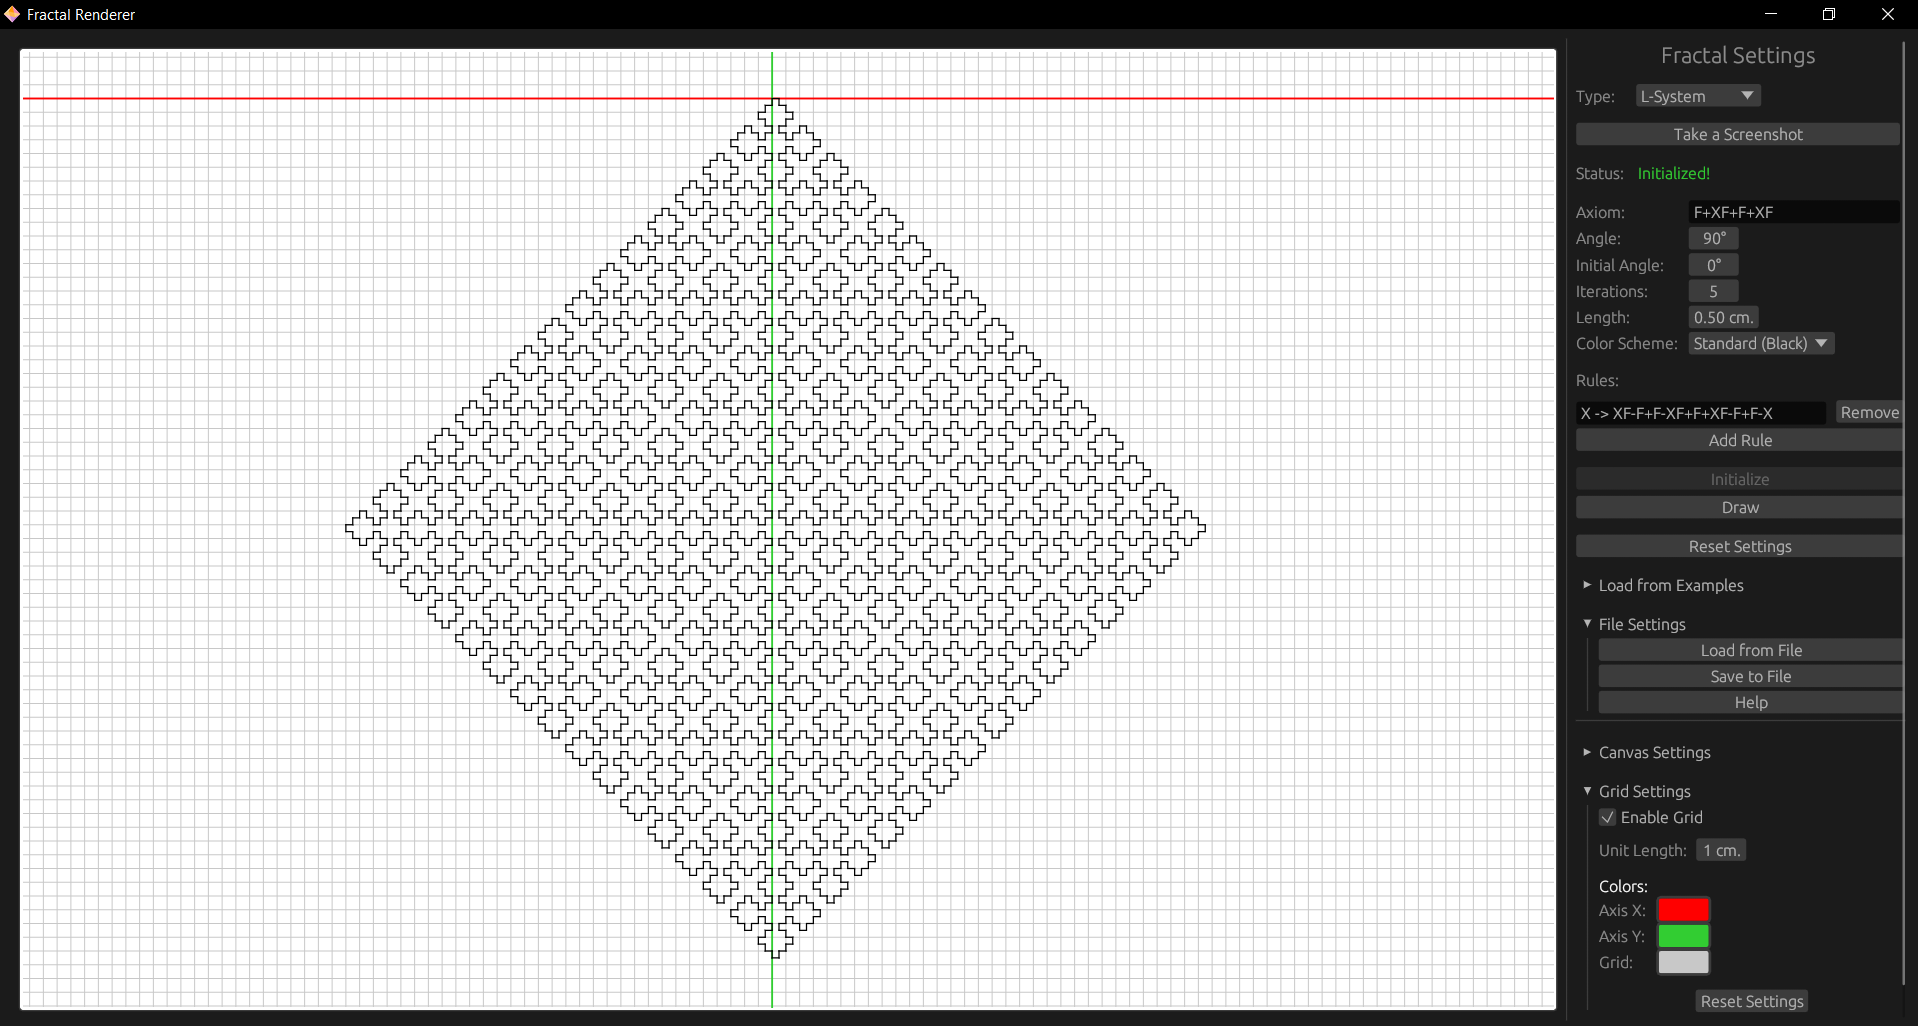 Fractal Renderer
Fractal Settings
Type: L-System
Take a Screenshot
Status: Initialized!
Axiom: F+XF+F+XF
Angle: 90°
Initial Angle: 0°
Iterations: 5
Length: 0.50 cm.
Color Scheme: Standard (Black)
Rules:
X -> XF-F+F-XF+F+XF-F+F-X Remove
Add Rule
Initialize
Draw
Reset Settings
Load from Examples
File Settings
Load from File
Save to File
Help
Canvas Settings
Grid Settings
Enable Grid
Unit Length: 1 cm.
Colors:
Axis X:
Axis Y:
Grid:
Reset Settings